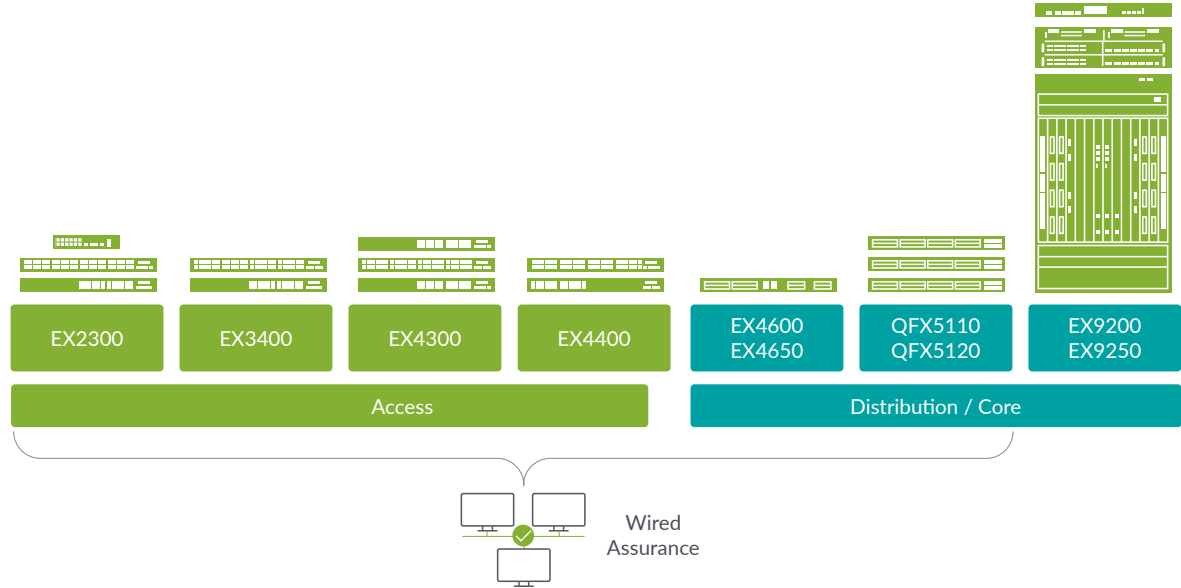 EX2300
EX3400
EX4300
EX4400
EX4600
EX4650
QFX5110
QFX5120
EX9200
EX9250
Access
Distribution / Core
Wired
Assurance